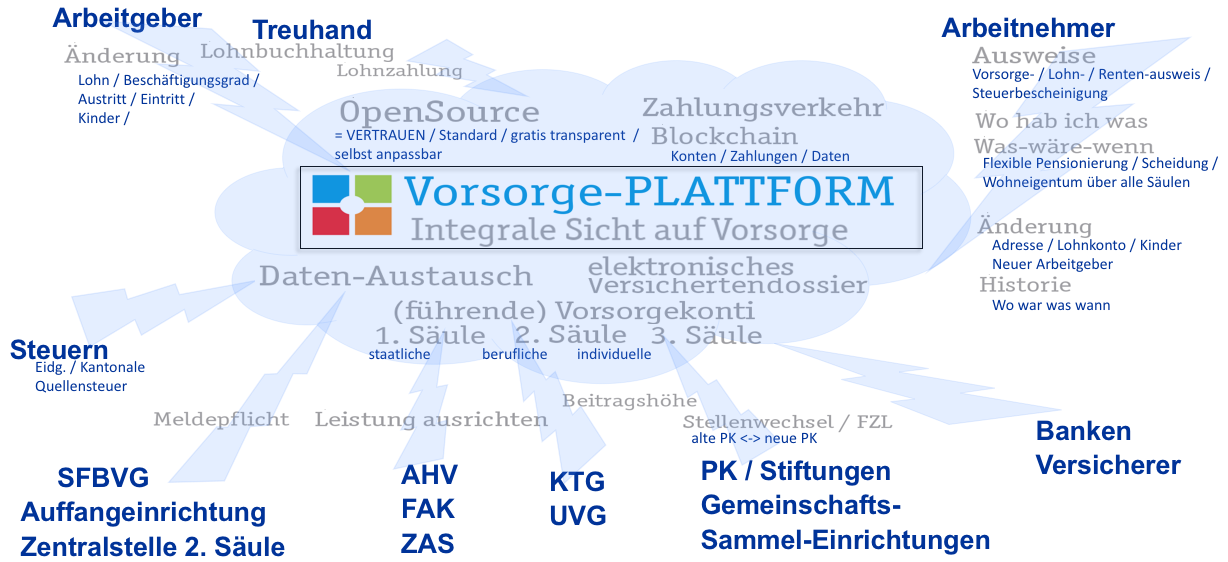 Arbeitgeber
Änderung
Lohn / Beschäftigungsgrad /
Austritt / Eintritt /
Kinder /
Treuhand
Lohnbuchhaltung
Lohnzahlung
Arbeitnehmer
Ausweise
Vorsorge- / Lohn- / Renten-ausweis /
Steuerbescheinigung
Wo hab ich was
Was-wäre-wenn
Flexible Pensionierung / Scheidung /
Wohneigentum über alle Säulen
Änderung
Adresse / Lohnkonto / Kinder
Neuer Arbeitgeber
Historie
Wo war was wann
OpenSource
= VERTRAUEN / Standard / gratis transparent /
selbst anpassbar
Zahlungsverkehr
Blockchain
Konten / Zahlungen / Daten
Vorsorge-PLATTFORM
Integrale Sicht auf Vorsorge
Daten-Austausch
elektronisches
Versichertendossier
(führende) Vorsorgekonti
1. Säule 2. Säule 3. Säule
staatliche berufliche individuelle
Steuern
Eidg. / Kantonale
Quellensteuer
Meldepflicht
Leistung ausrichten
Beitragshöhe
Stellenwechsel / FZL
alte PK <-> neue PK
SFBVG
Auffangeinrichtung
Zentralstelle 2. Säule
AHV
FAK
ZAS
KTG
UVG
PK / Stiftungen
Gemeinschafts-
Sammel-Einrichtungen
Banken
Versicherer